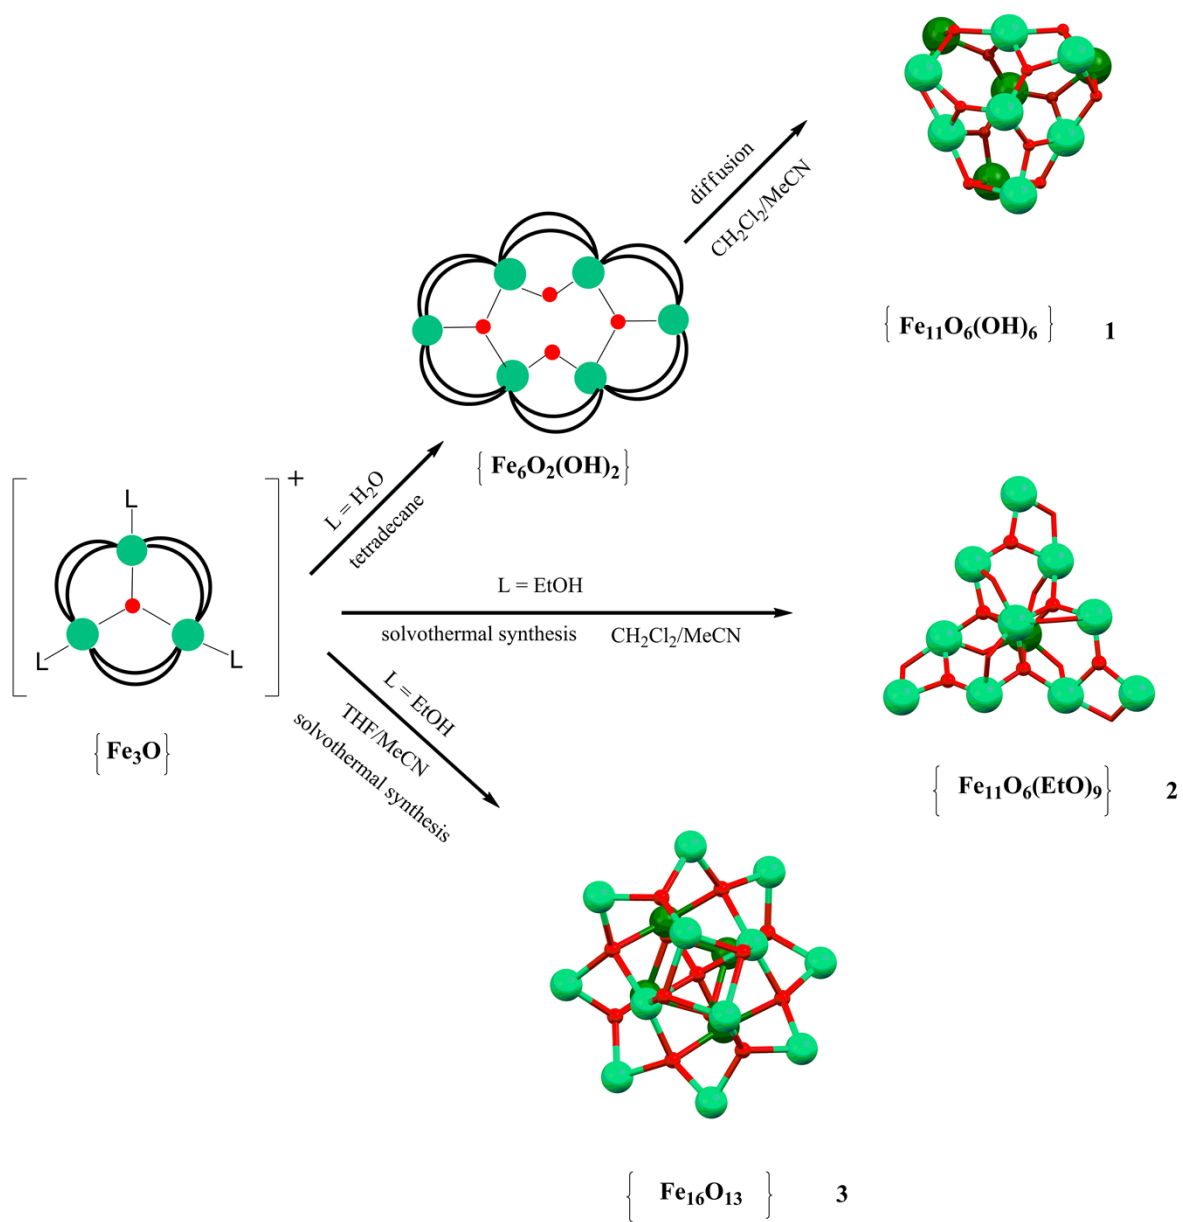 diffusion
CH₂Cl₂/MeCN
{ Fe₁₁O₆(OH)₆ } 1
{ Fe₆O₂(OH)₂ }
L = H₂O
tetradecane
+
L
L
L
{ Fe₃O }
L = EtOH
solvothermal synthesis CH₂Cl₂/MeCN
L = EtOH
THF/MeCN
solvothermal synthesis
{ Fe₁₁O₆(EtO)₉ } 2
{ Fe₁₆O₁₃ } 3